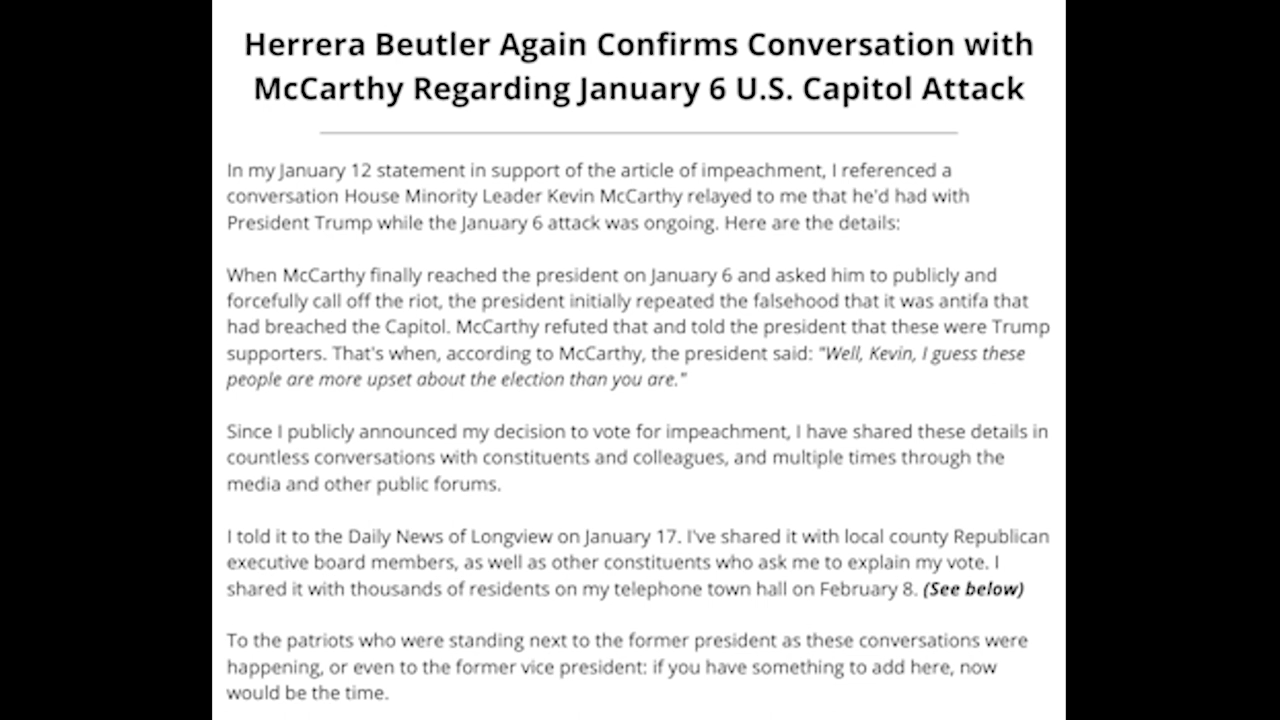 Herrera Beutler Again Confirms Conversation with
McCarthy Regarding January 6 U.S. Capitol Attack
In my January 12 statement in support of the article of impeachment, I referenced a
conversation House Minority Leader Kevin McCarthy relayed to me that he'd had with
President Trump while the January 6 attack was ongoing. Here are the details:
When McCarthy finally reached the president on January 6 and asked him to publicly and
forcefully call off the riot, the president initially repeated the falsehood that it was antifa that
had breached the Capitol. McCarthy refuted that and told the president that these were Trump
supporters. That's when, according to McCarthy, the president said: "Well, Kevin, I guess these
people are more upset about the election than you are."
Since I publicly announced my decision to vote for impeachment, I have shared these details in
countless conversations with constituents and colleagues, and multiple times through the
media and other public forums.
I told it to the Daily News of Longview on January 17. I've shared it with local county Republican
executive board members, as well as other constituents who ask me to explain my vote. I
shared it with thousands of residents on my telephone town hall on February 8. (See below)
To the patriots who were standing next to the former president as these conversations were
happening, or even to the former vice president: if you have something to add here, now
would be the time.